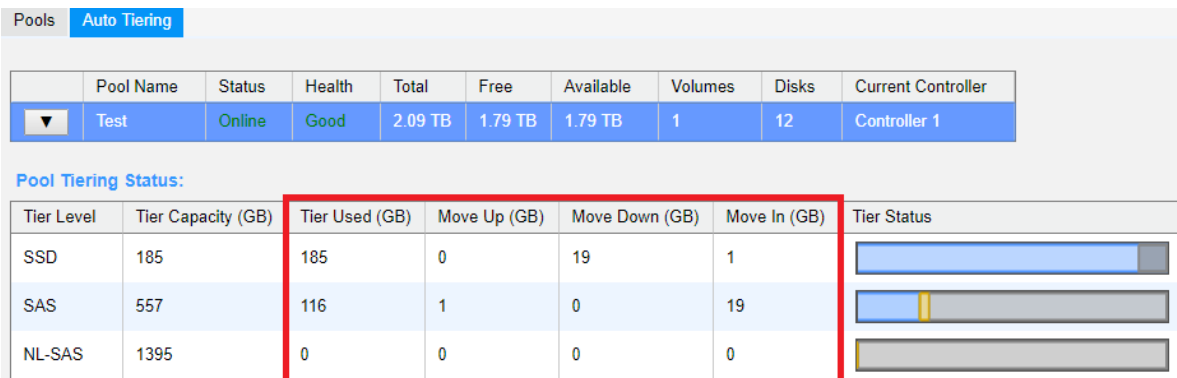 Pools Auto Tiering
Pool Name Status Health Total Free Available Volumes Disks Current Controller
▼ Test Online Good 2.09 TB 1.79 TB 1.79 TB 1 12 Controller 1
Pool Tiering Status:
Tier Level Tier Capacity (GB) Tier Used (GB) Move Up (GB) Move Down (GB) Move In (GB) Tier Status
SSD 185 185 0 19 1
SAS 557 116 1 0 19
NL-SAS 1395 0 0 0 0